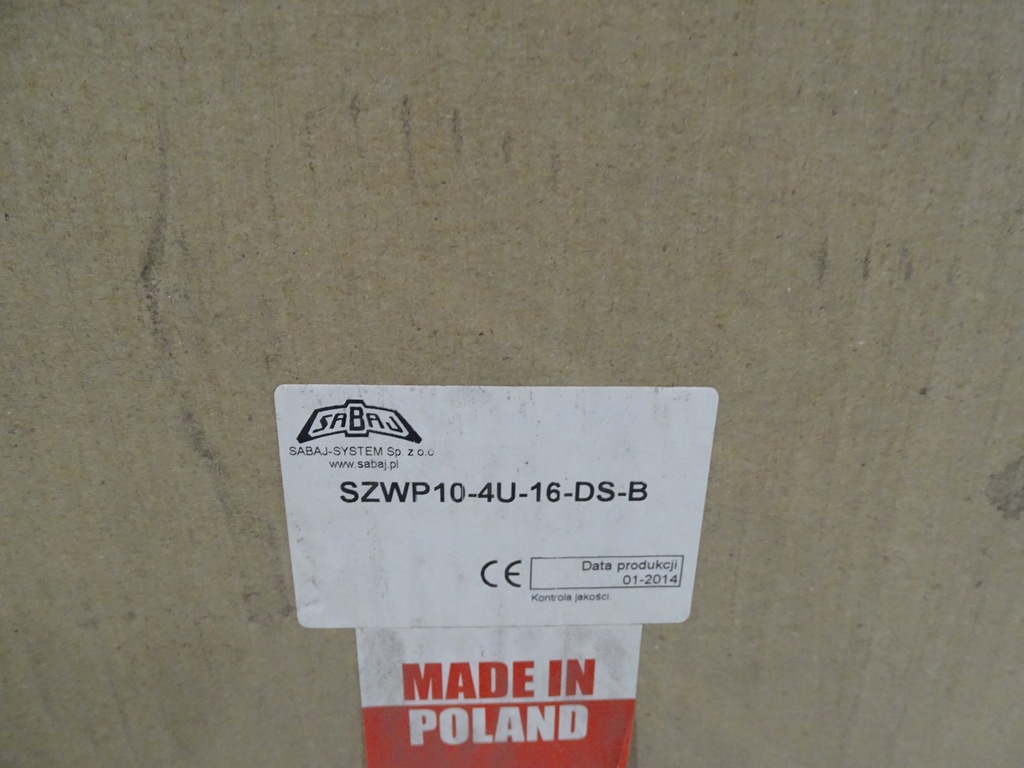 SABAJ
SABAJ-SYSTEM Sp. z o.o
www.sabaj.pl
SZWP10-4U-16-DS-B
CE
Data produkcji
01-2014
Kontrola jakości:
MADE IN
POLAND